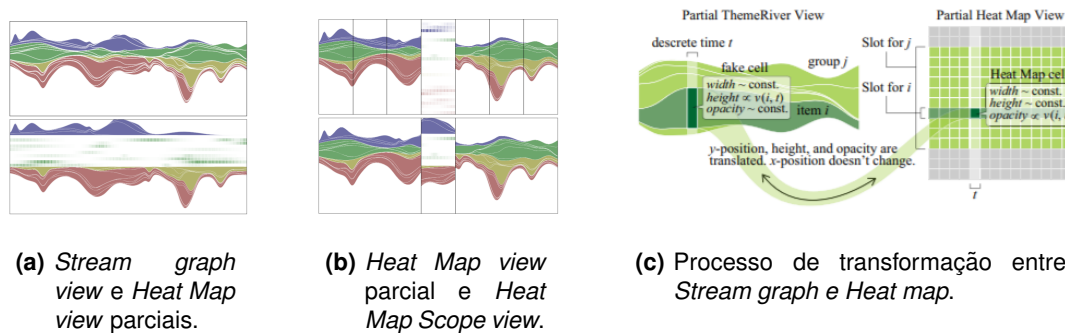 Partial ThemeRiver View
Partial Heat Map View
descrete time t
fake cell
width ~ const.
height ∝ v(i, t)
opacity ~ const.
group j
item i
y-position, height, and opacity are
translated. x-position doesn't change.
Slot for j
Slot for i
Heat Map cell
width ~ const.
height ~ const.
opacity ∝ v(i,
t
(a) Stream graph
view e Heat Map
view parciais.
(b) Heat Map view
parcial e Heat
Map Scope view.
(c) Processo de transformação entre
Stream graph e Heat map.